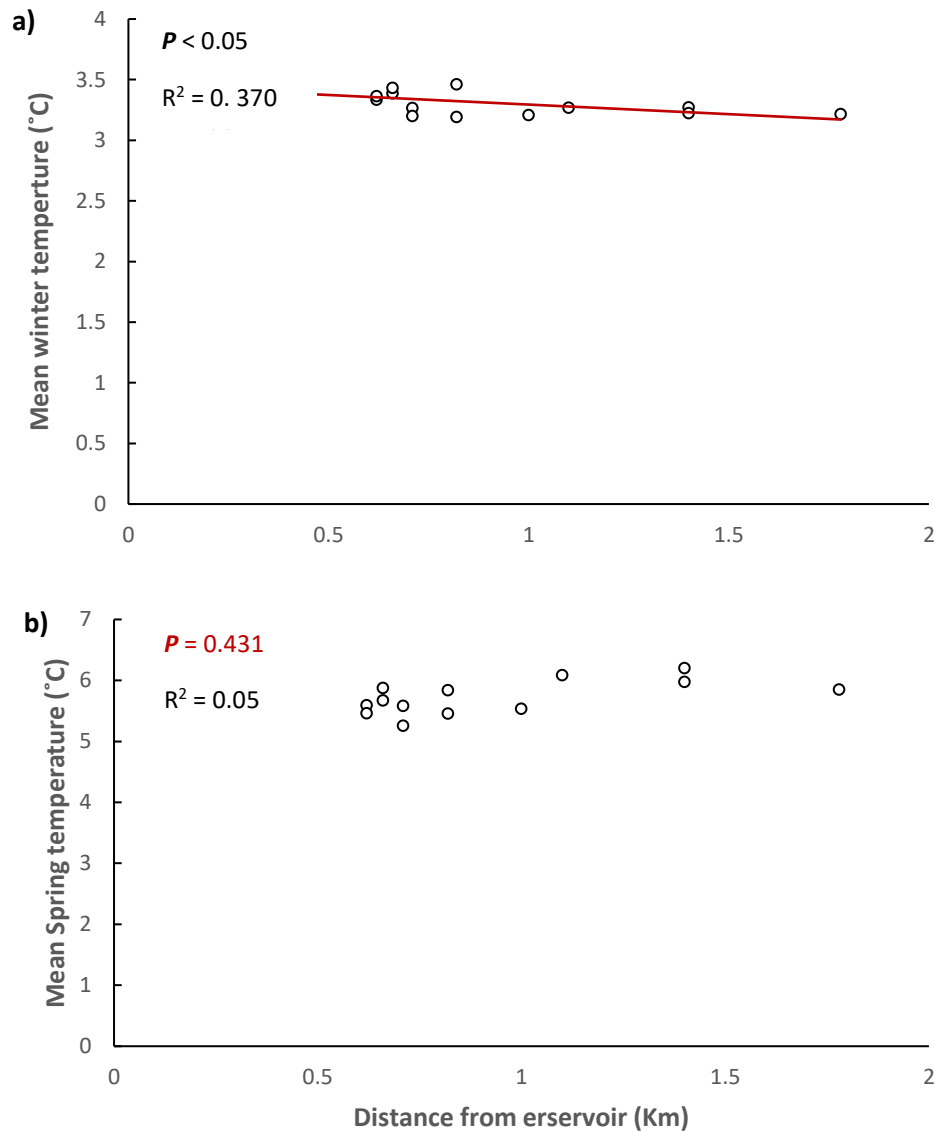 a)
P < 0.05
R² = 0. 370
Mean winter temperture (˚C)
4
3.5
3
2.5
2
1.5
1
0.5
0
0 0.5 1 1.5 2
b)
P = 0.431
R² = 0.05
Mean Spring temperature (˚C)
7
6
5
4
3
2
1
0
0 0.5 1 1.5 2
Distance from erservoir (Km)